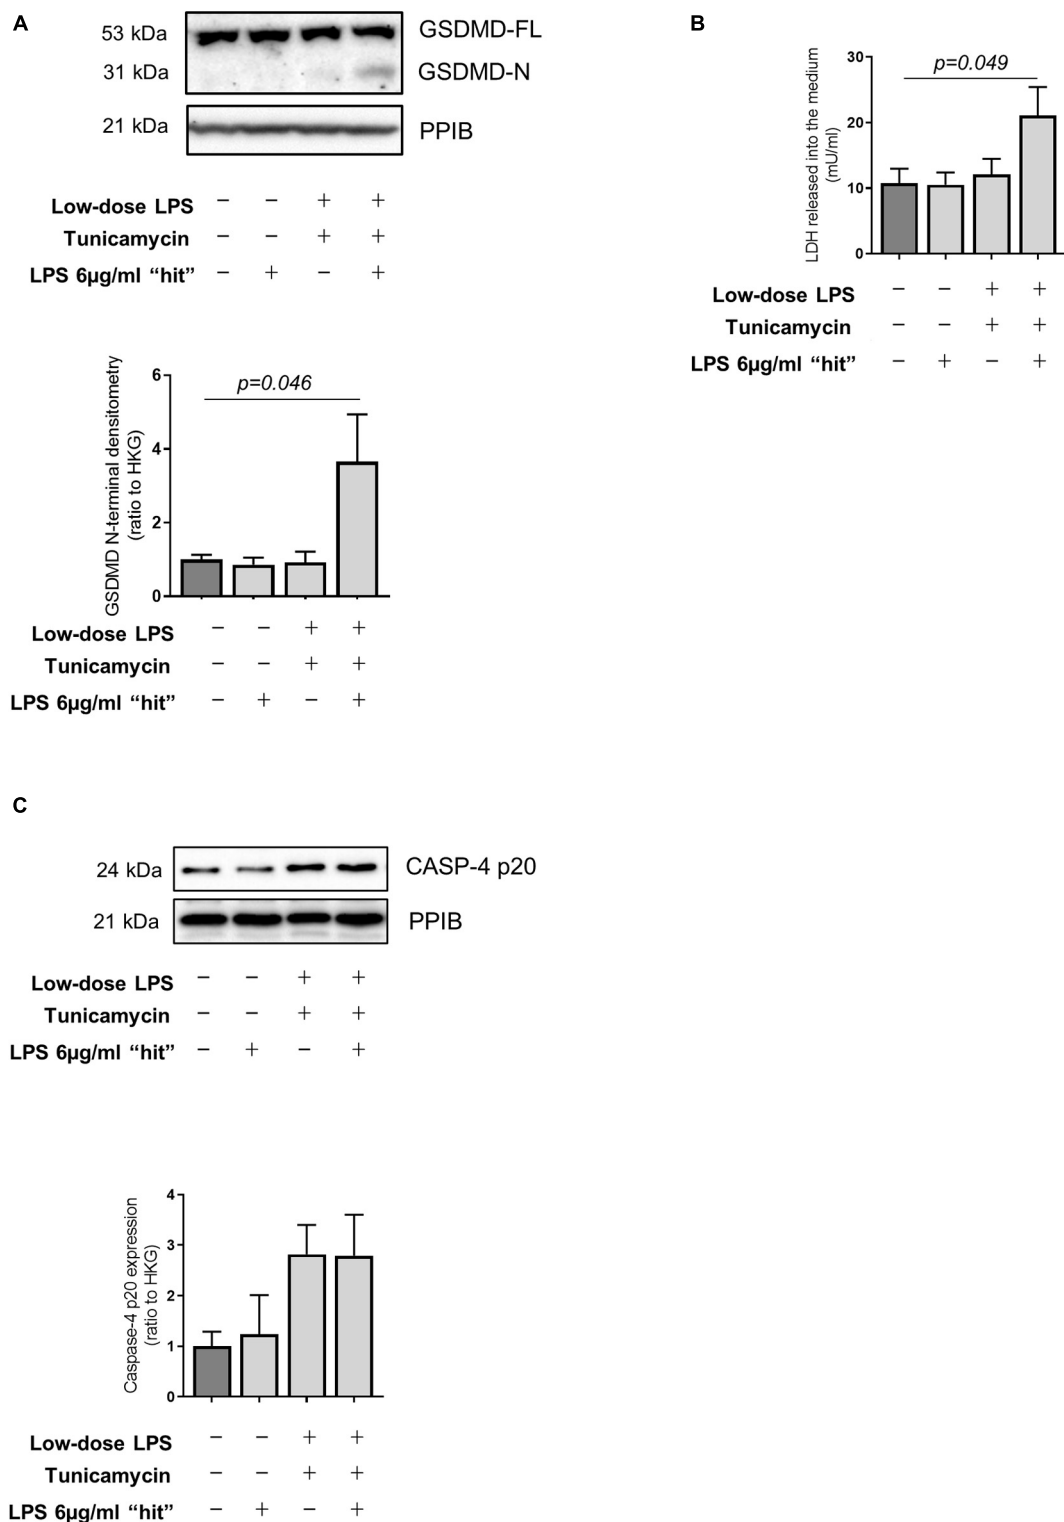 A
53 kDa GSDMD-FL
31 kDa GSDMD-N
21 kDa PPIB
Low-dose LPS − − + +
Tunicamycin − − + +
LPS 6µg/ml “hit” − + − +
GSDMD N-terminal densitometry
(ratio to HKG)
6
4
2
0
p=0.046
Low-dose LPS − − + +
Tunicamycin − − + +
LPS 6µg/ml “hit” − + − +
B
LDH released into the medium
(mU/ml)
30
20
10
0
p=0.049
Low-dose LPS − − + +
Tunicamycin − − + +
LPS 6µg/ml “hit” − + − +
C
24 kDa CASP-4 p20
21 kDa PPIB
Low-dose LPS − − + +
Tunicamycin − − + +
LPS 6µg/ml “hit” − + − +
Caspase-4 p20 expression
(ratio to HKG)
4
3
2
1
0
Low-dose LPS − − + +
Tunicamycin − − + +
LPS 6µg/ml “hit” − + − +